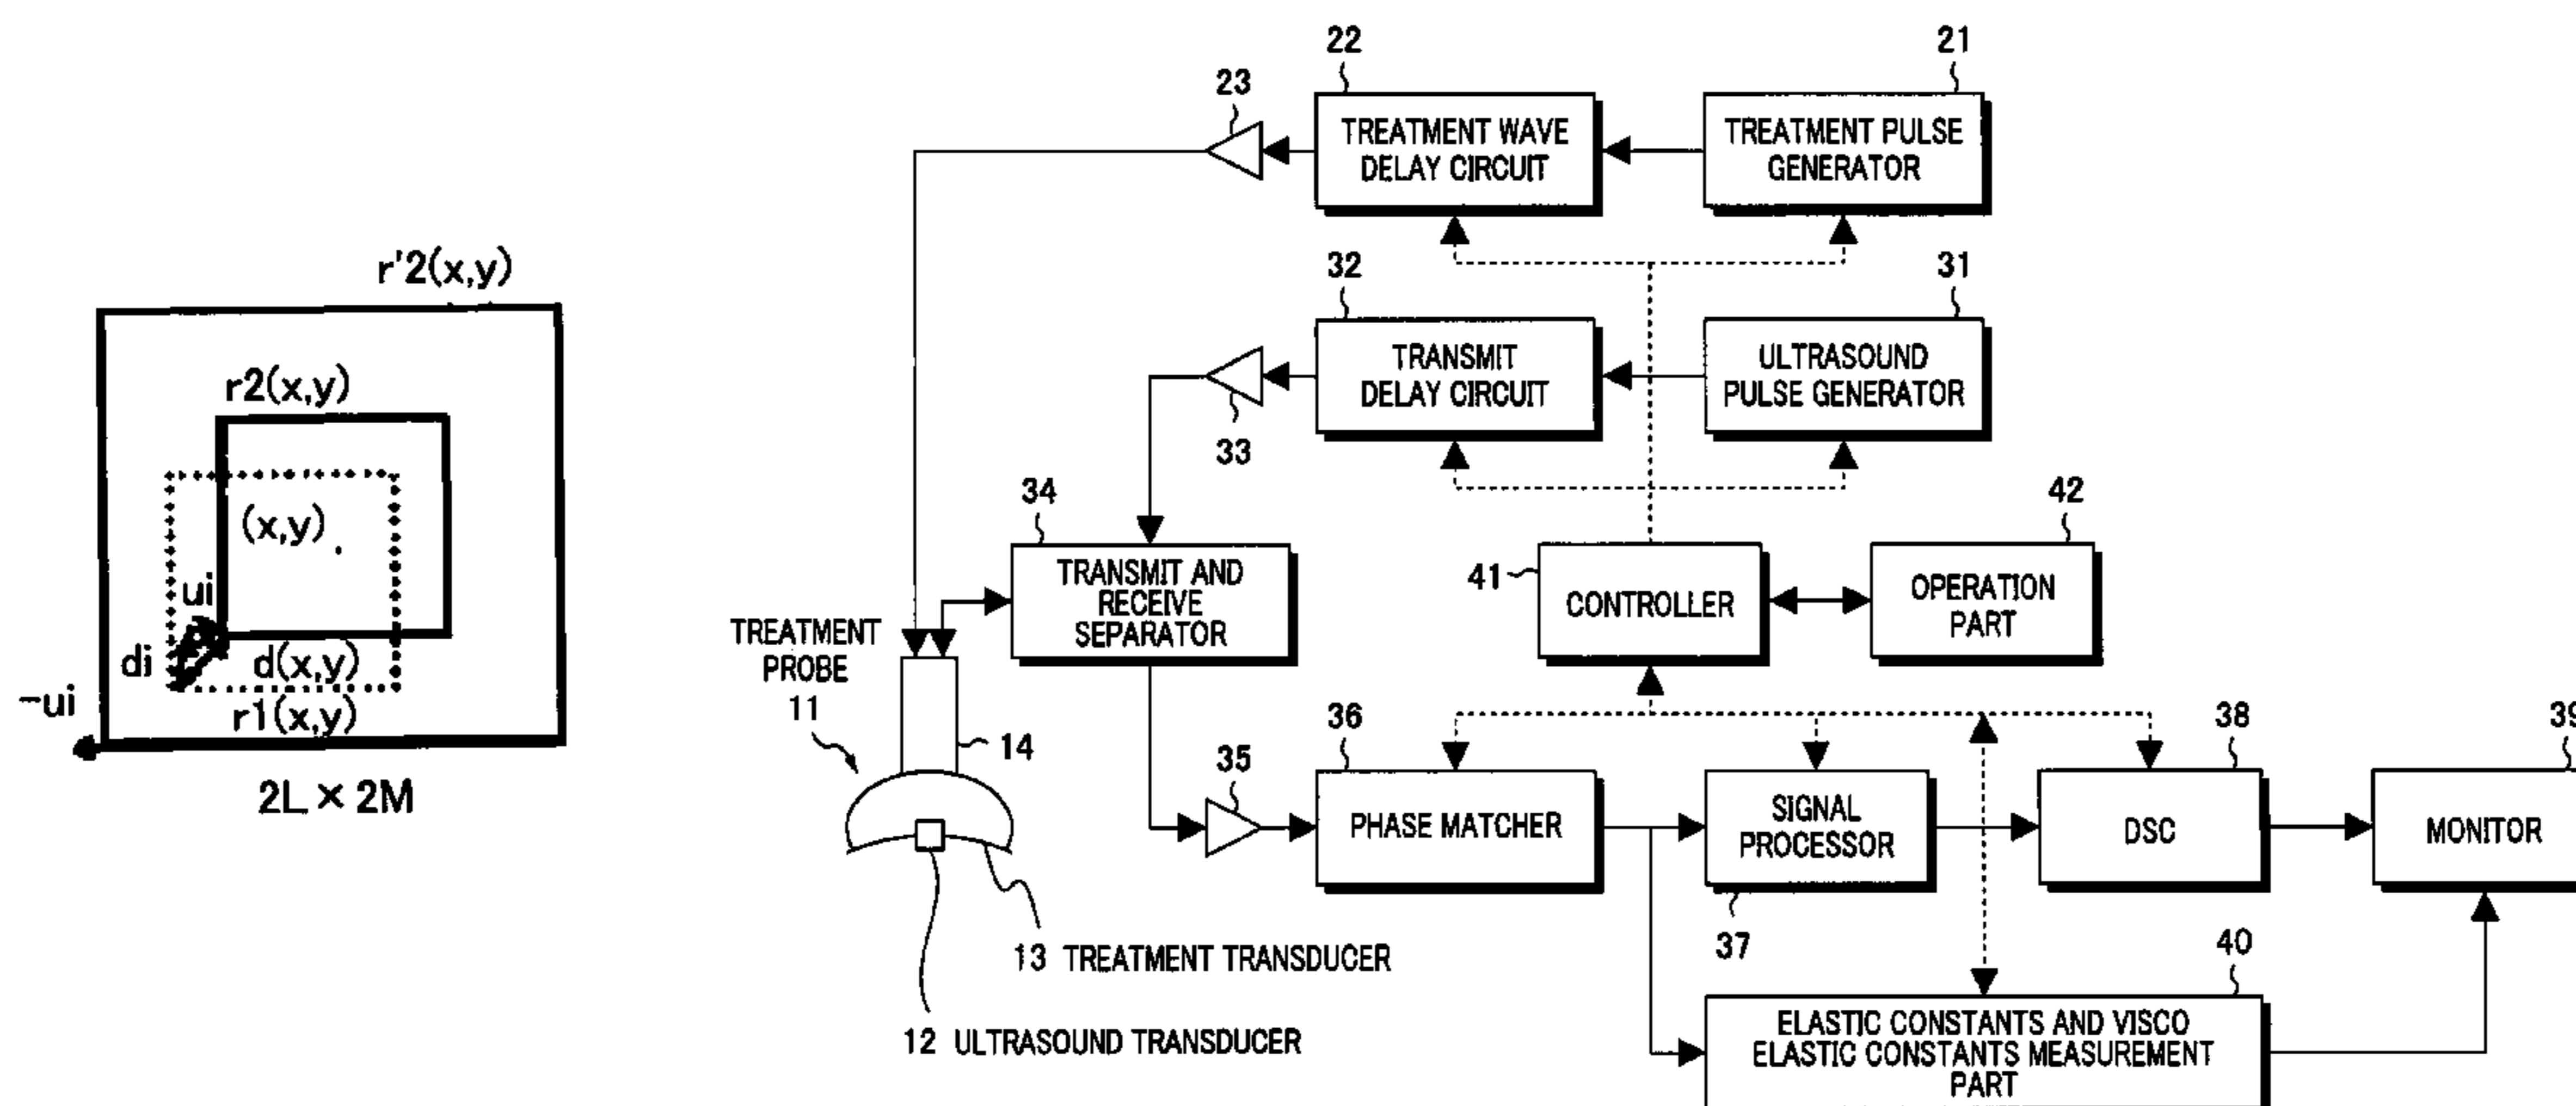 r'2(x,y)
r2(x,y)
(x,y)
ui
di
d(x,y)
-ui
r1(x,y)
2L × 2M
22
21
23
TREATMENT WAVE
DELAY CIRCUIT
TREATMENT PULSE
GENERATOR
32
31
TRANSMIT
DELAY CIRCUIT
ULTRASOUND
PULSE GENERATOR
33
34
42
TRANSMIT AND
RECEIVE
SEPARATOR
41
CONTROLLER
OPERATION
PART
TREATMENT
PROBE
11
14
35
36
38
39
PHASE MATCHER
SIGNAL
PROCESSOR
DSC
MONITOR
37
13 TREATMENT TRANSDUCER
12 ULTRASOUND TRANSDUCER
40
ELASTIC CONSTANTS AND VISCO
ELASTIC CONSTANTS MEASUREMENT
PART